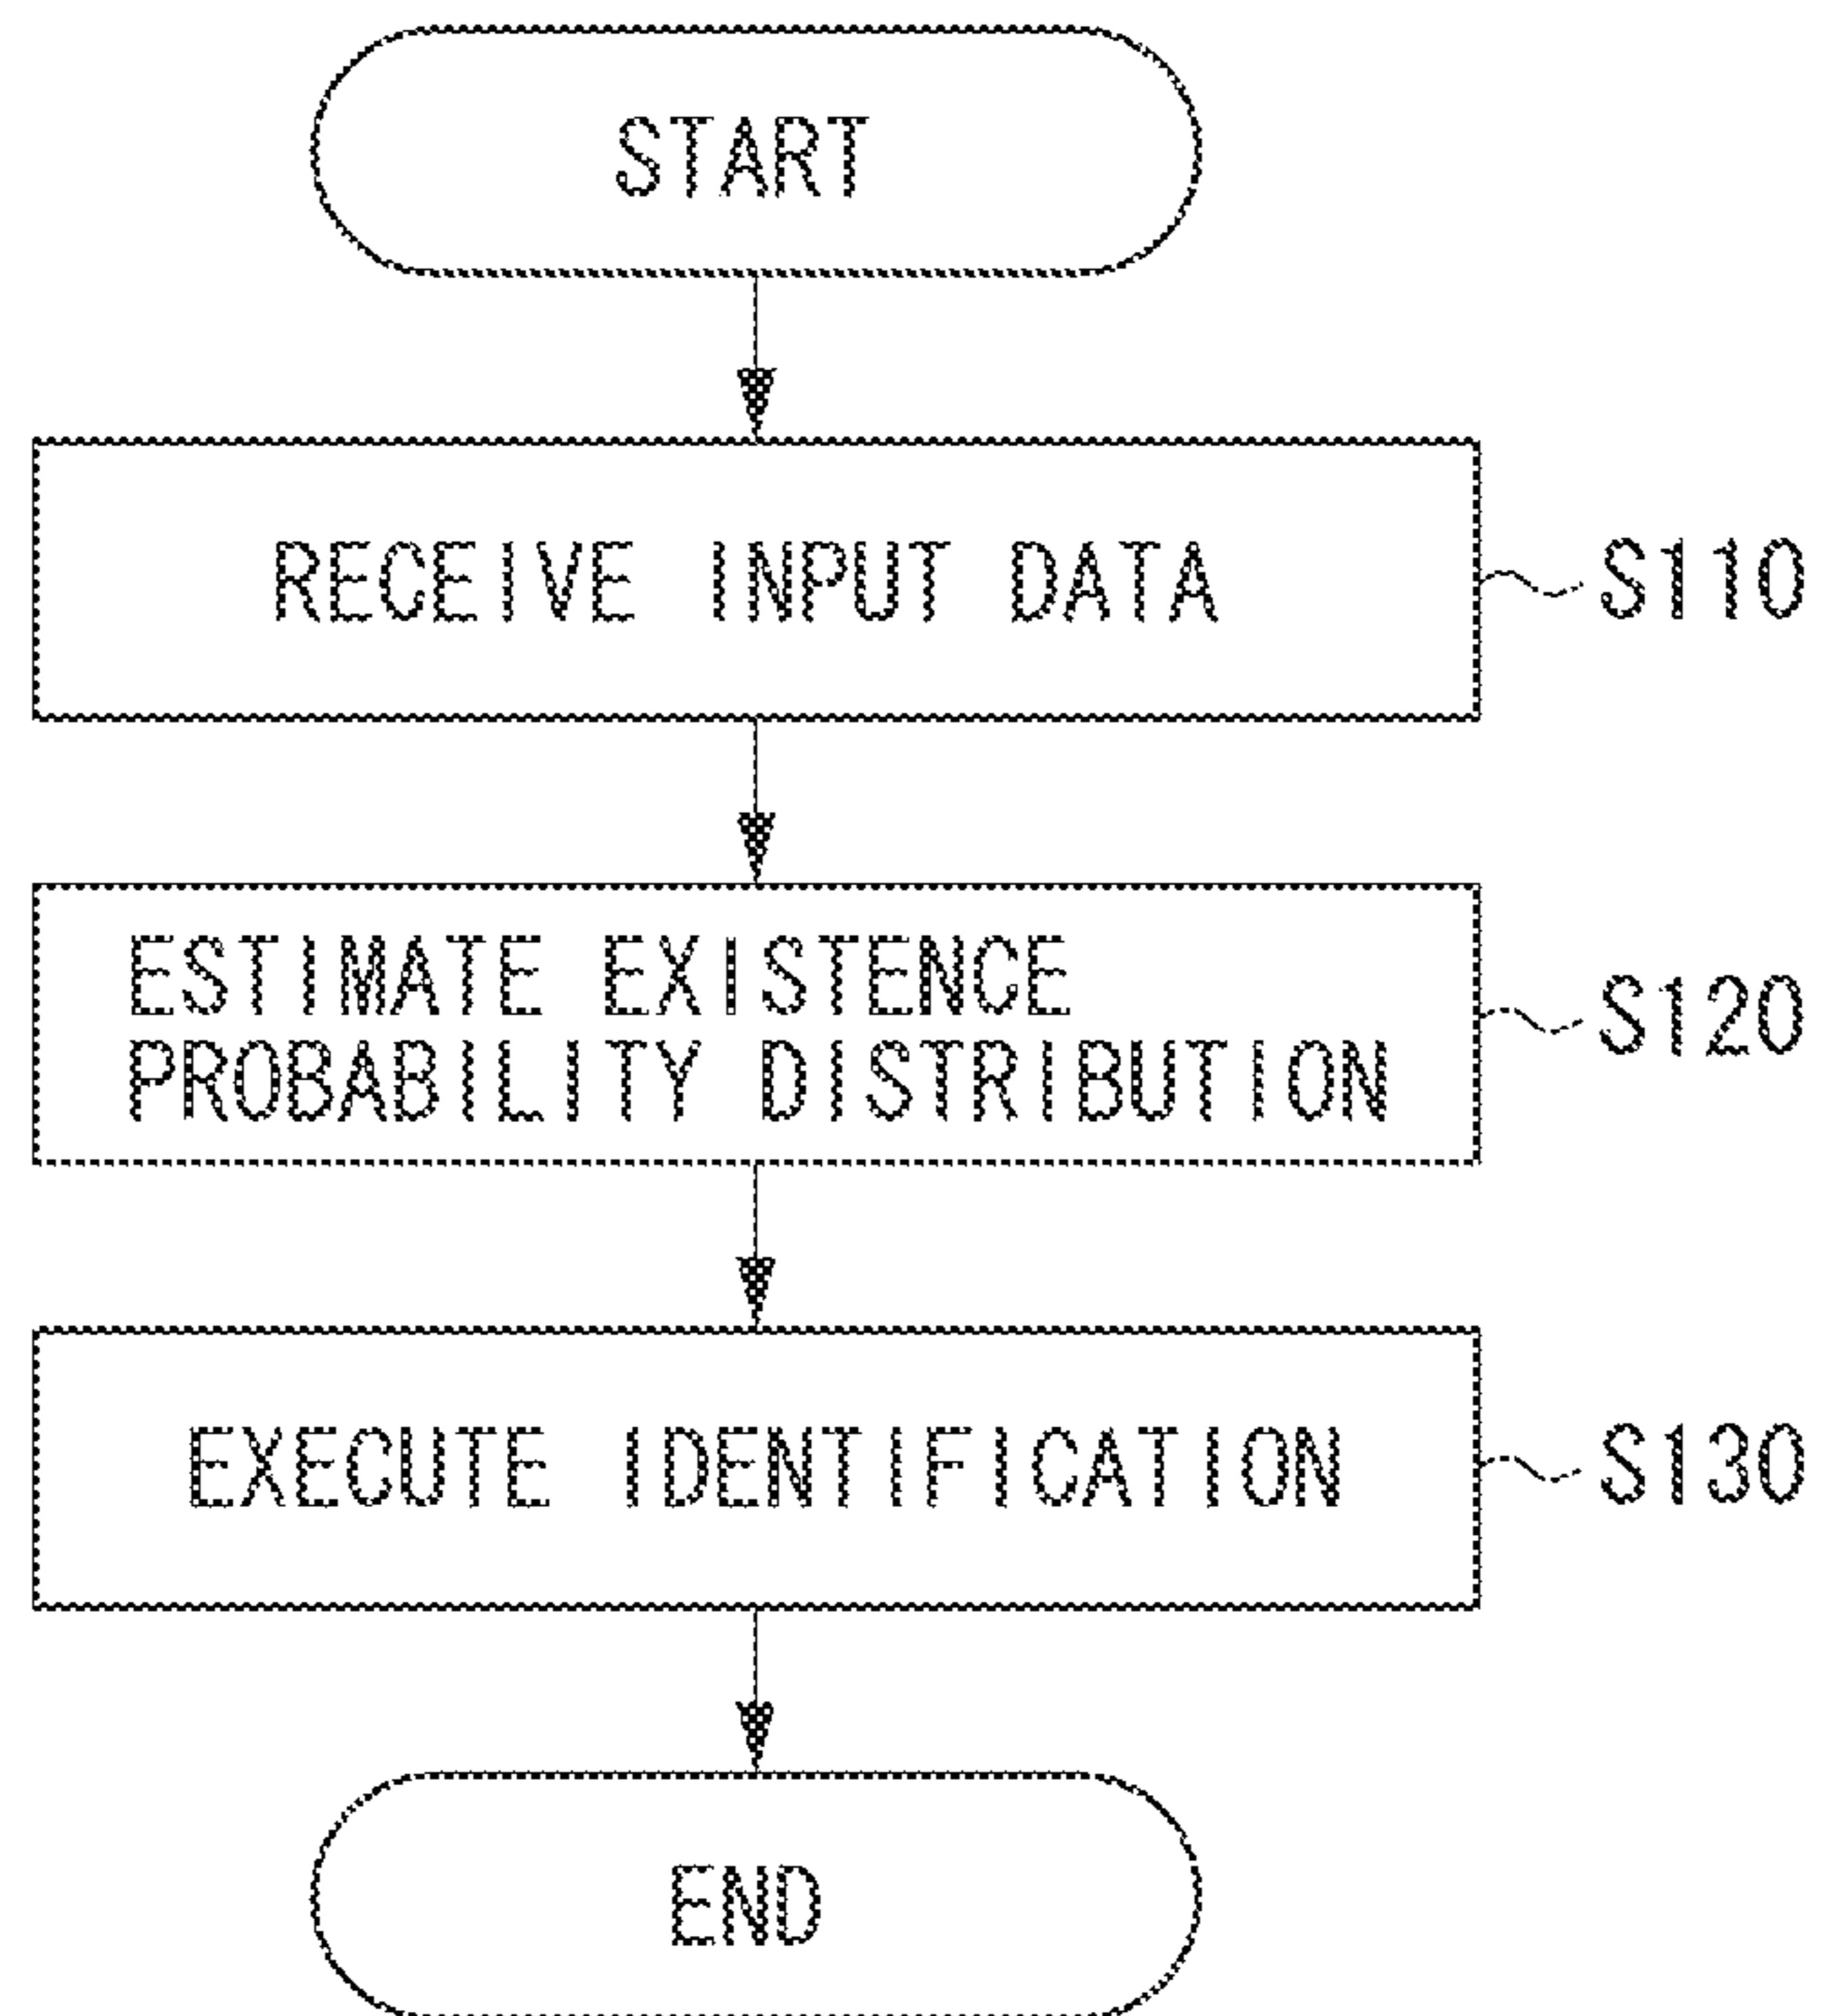 START
RECEIVE INPUT DATA
S110
ESTIMATE EXISTENCE
PROBABILITY DISTRIBUTION
S120
EXECUTE IDENTIFICATION
S130
END